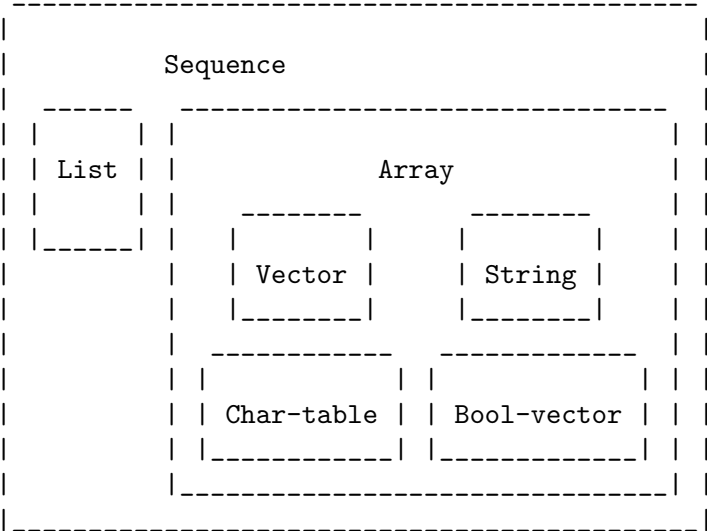 Sequence
List Array
Vector String
Char-table Bool-vector